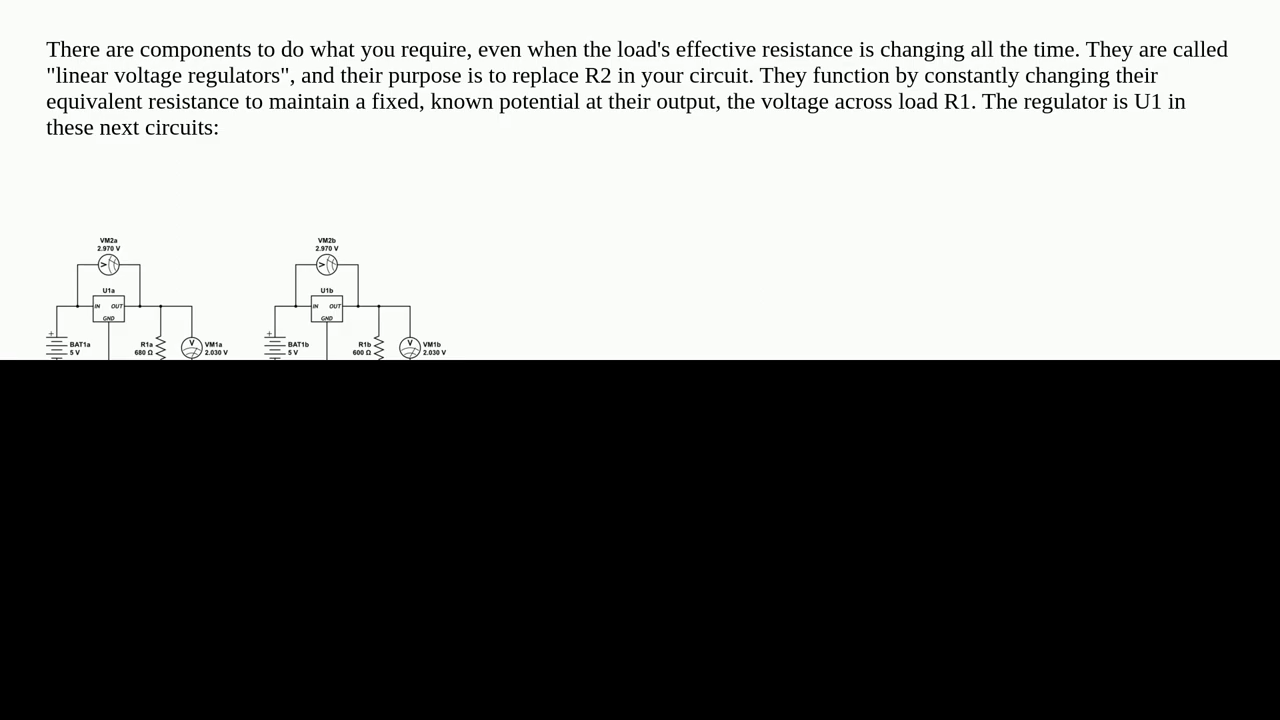 There are components to do what you require, even when the load's effective resistance is changing all the time. They are called
"linear voltage regulators", and their purpose is to replace R2 in your circuit. They function by constantly changing their
equivalent resistance to maintain a fixed, known potential at their output, the voltage across load R1. The regulator is U1 in
these next circuits:
VM2a
2.970 V
V
U1a
IN OUT
GND
+
BAT1a
5 V
R1a
680 Ω
V
VM1a
2.030 V
VM2b
2.970 V
V
U1b
IN OUT
GND
+
BAT1b
5 V
R1b
600 Ω
V
VM1b
2.030 V